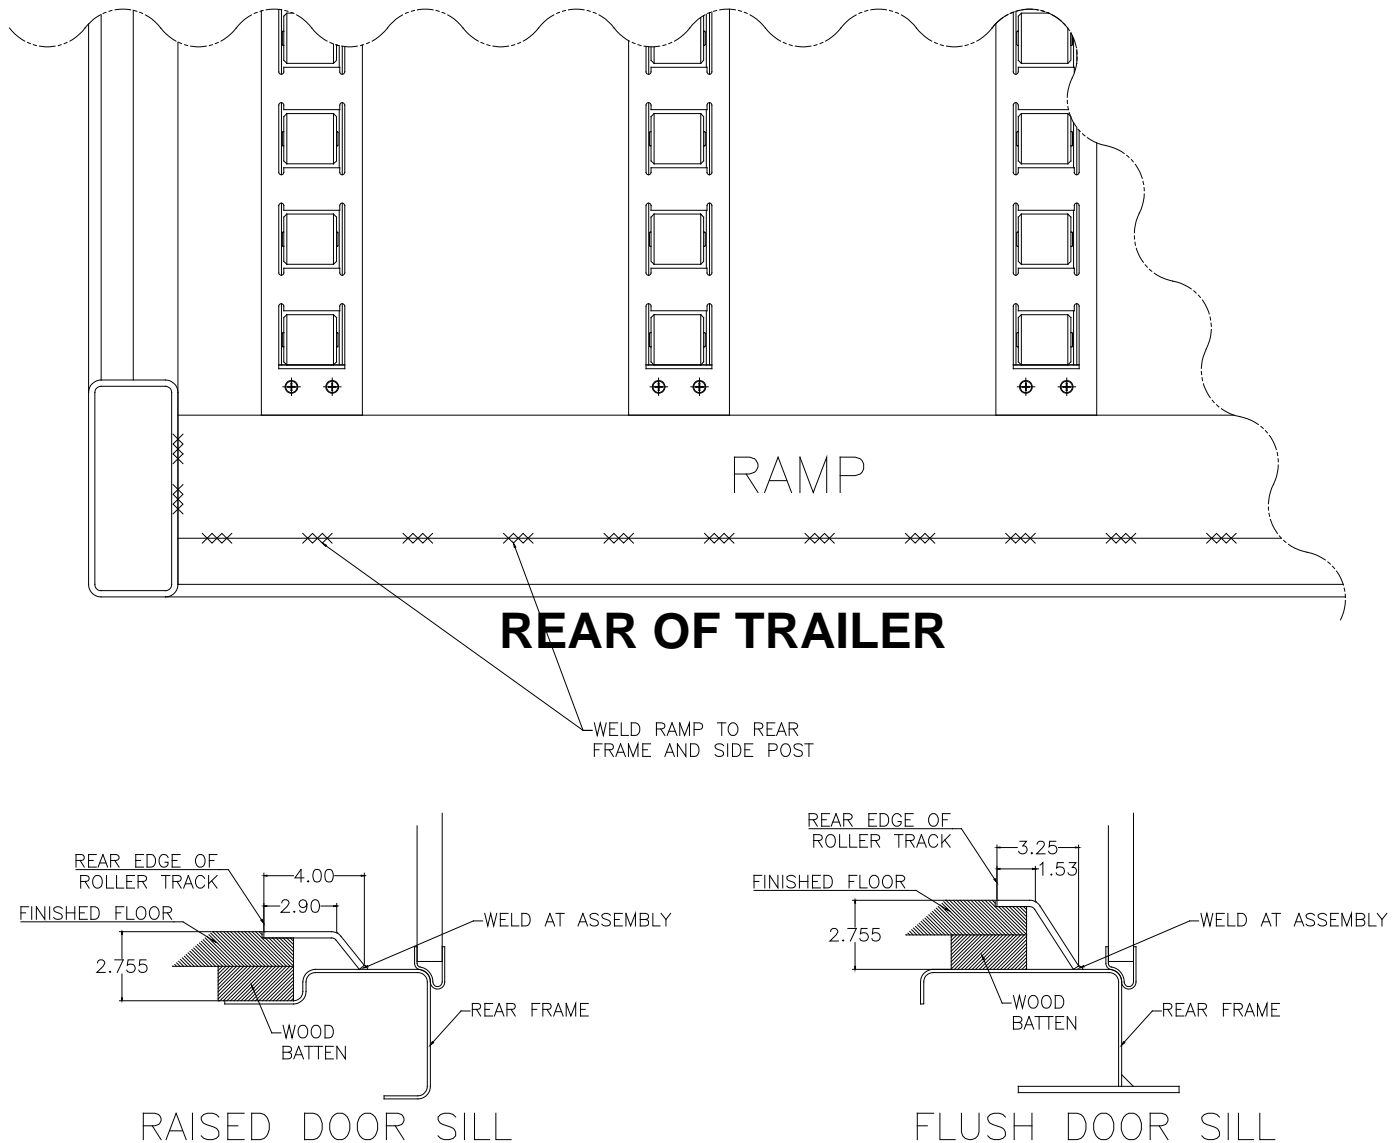 RAMP
REAR OF TRAILER
WELD RAMP TO REAR
FRAME AND SIDE POST
REAR EDGE OF
ROLLER TRACK
FINISHED FLOOR
4.00
2.90
2.755
WELD AT ASSEMBLY
REAR FRAME
WOOD
BATTEN
RAISED DOOR SILL
REAR EDGE OF
ROLLER TRACK
FINISHED FLOOR
3.25
1.53
2.755
WELD AT ASSEMBLY
REAR FRAME
WOOD
BATTEN
FLUSH DOOR SILL